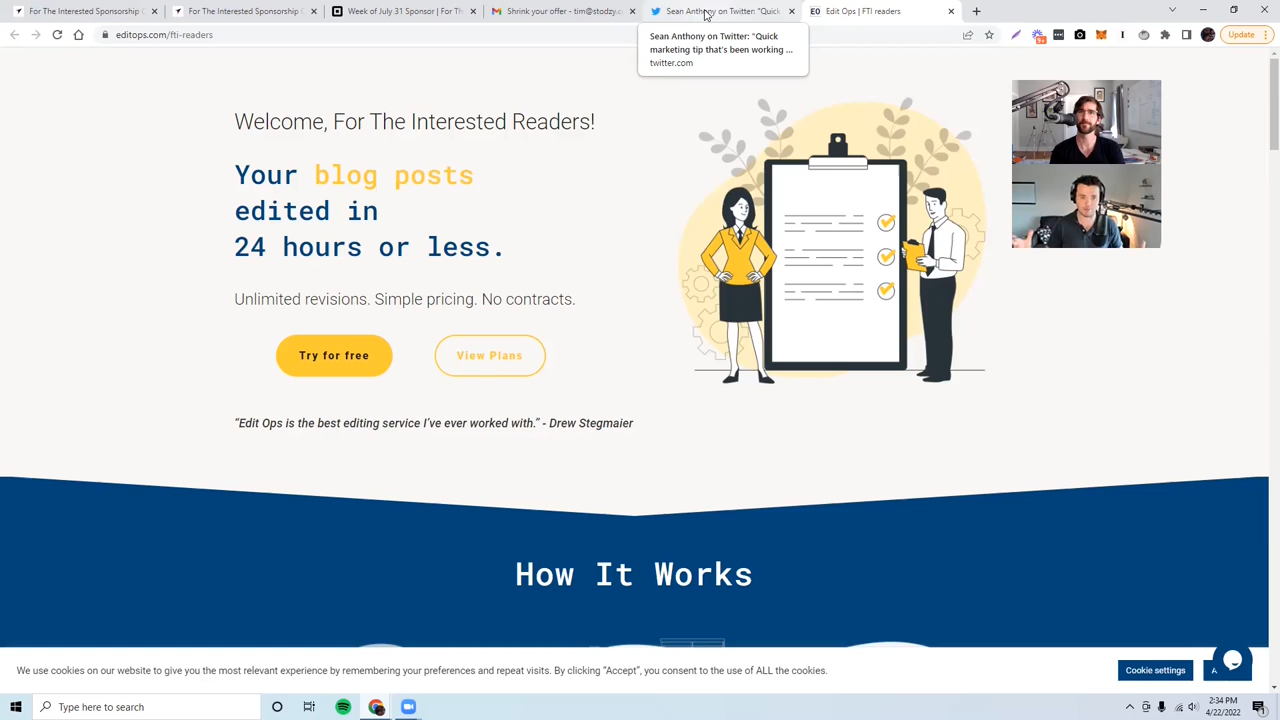 For The Interested Sponsorship C
For The Interested Sponsorship C
Week of July 31 Sponsor | For Th
Shrink your offer - tim@stodzy.c
Sean Anthony on Twitter: "Quick
Edit Ops | FTI readers
editops.com/fti-readers
9+
Update
Sean Anthony on Twitter: "Quick
marketing tip that's been working ...
twitter.com
Welcome, For The Interested Readers!
Your blog posts
edited in
24 hours or less.
Unlimited revisions. Simple pricing. No contracts.
Try for free
View Plans
“Edit Ops is the best editing service I’ve ever worked with.” - Drew Stegmaier
How It Works
We use cookies on our website to give you the most relevant experience by remembering your preferences and repeat visits. By clicking “Accept”, you consent to the use of ALL the cookies.
Cookie settings
A
Type here to search
2:34 PM
4/22/2022